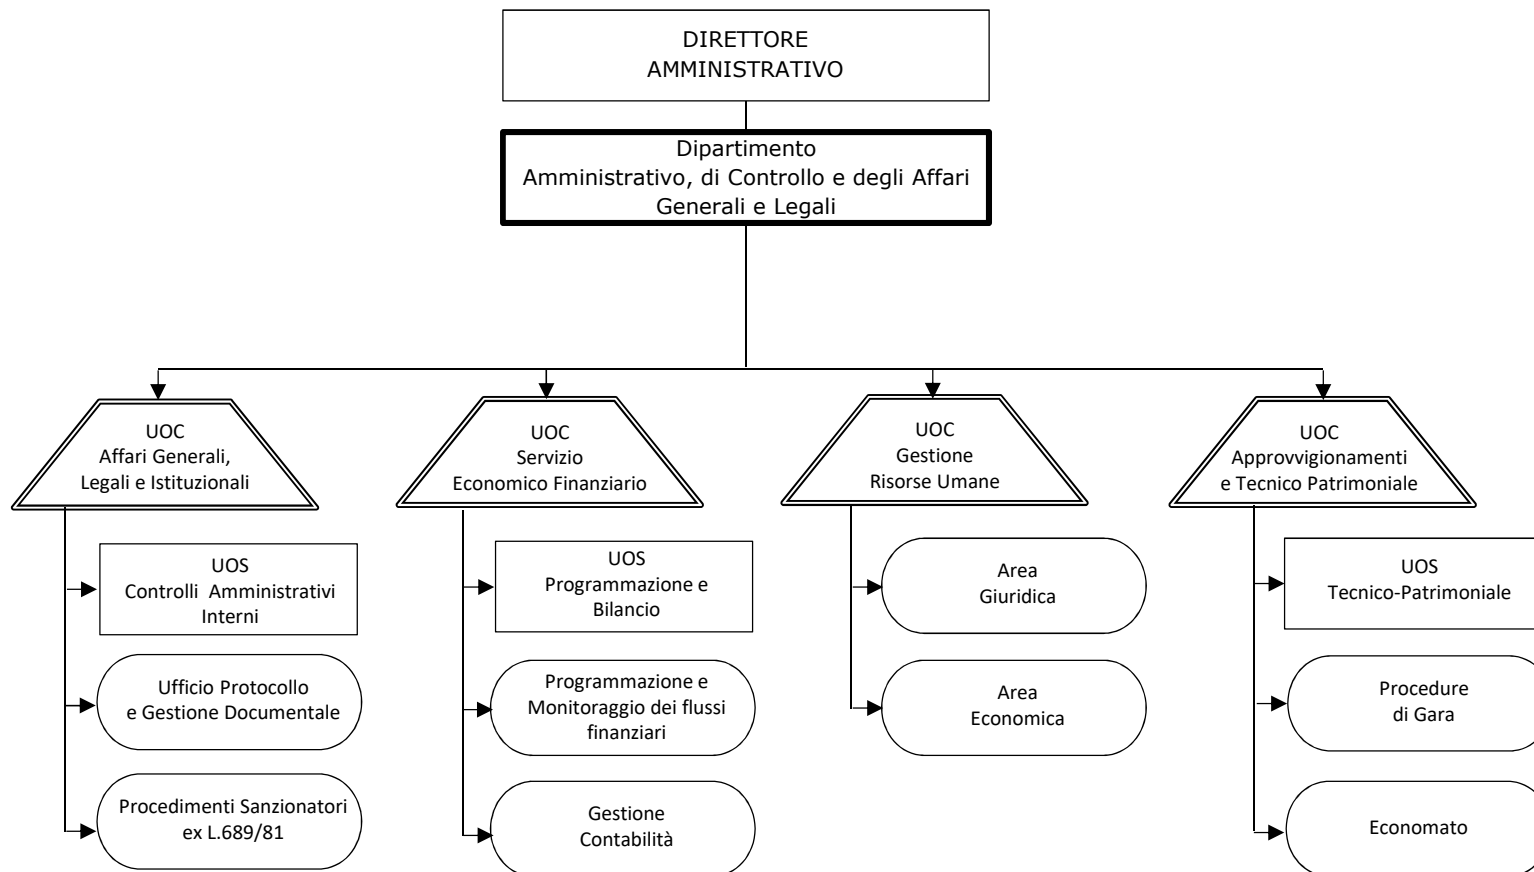 DIRETTORE
AMMINISTRATIVO
Dipartimento
Amministrativo, di Controllo e degli Affari
Generali e Legali
UOC
Affari Generali,
Legali e Istituzionali
UOC
Servizio
Economico Finanziario
UOC
Gestione
Risorse Umane
UOC
Approvvigionamenti
e Tecnico Patrimoniale
UOS
Controlli Amministrativi
Interni
UOS
Programmazione e
Bilancio
Area
Giuridica
UOS
Tecnico-Patrimoniale
Ufficio Protocollo
e Gestione Documentale
Programmazione e
Monitoraggio dei flussi
finanziari
Area
Economica
Procedure
di Gara
Procedimenti Sanzionatori
ex L.689/81
Gestione
Contabilità
Economato